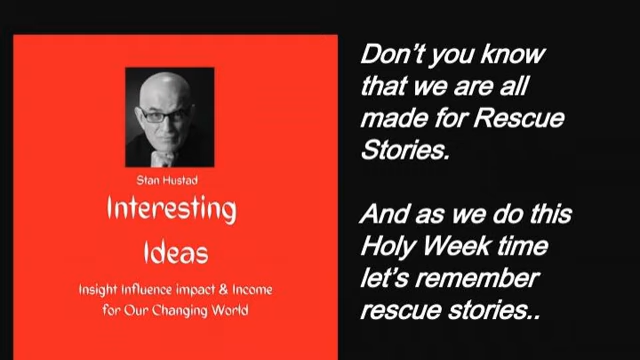 Stan Hustad
Interesting
Ideas
Insight Influence impact & Income
for Our Changing World
Don't you know
that we are all
made for Rescue
Stories.
And as we do this
Holy Week time
let's remember
rescue stories..